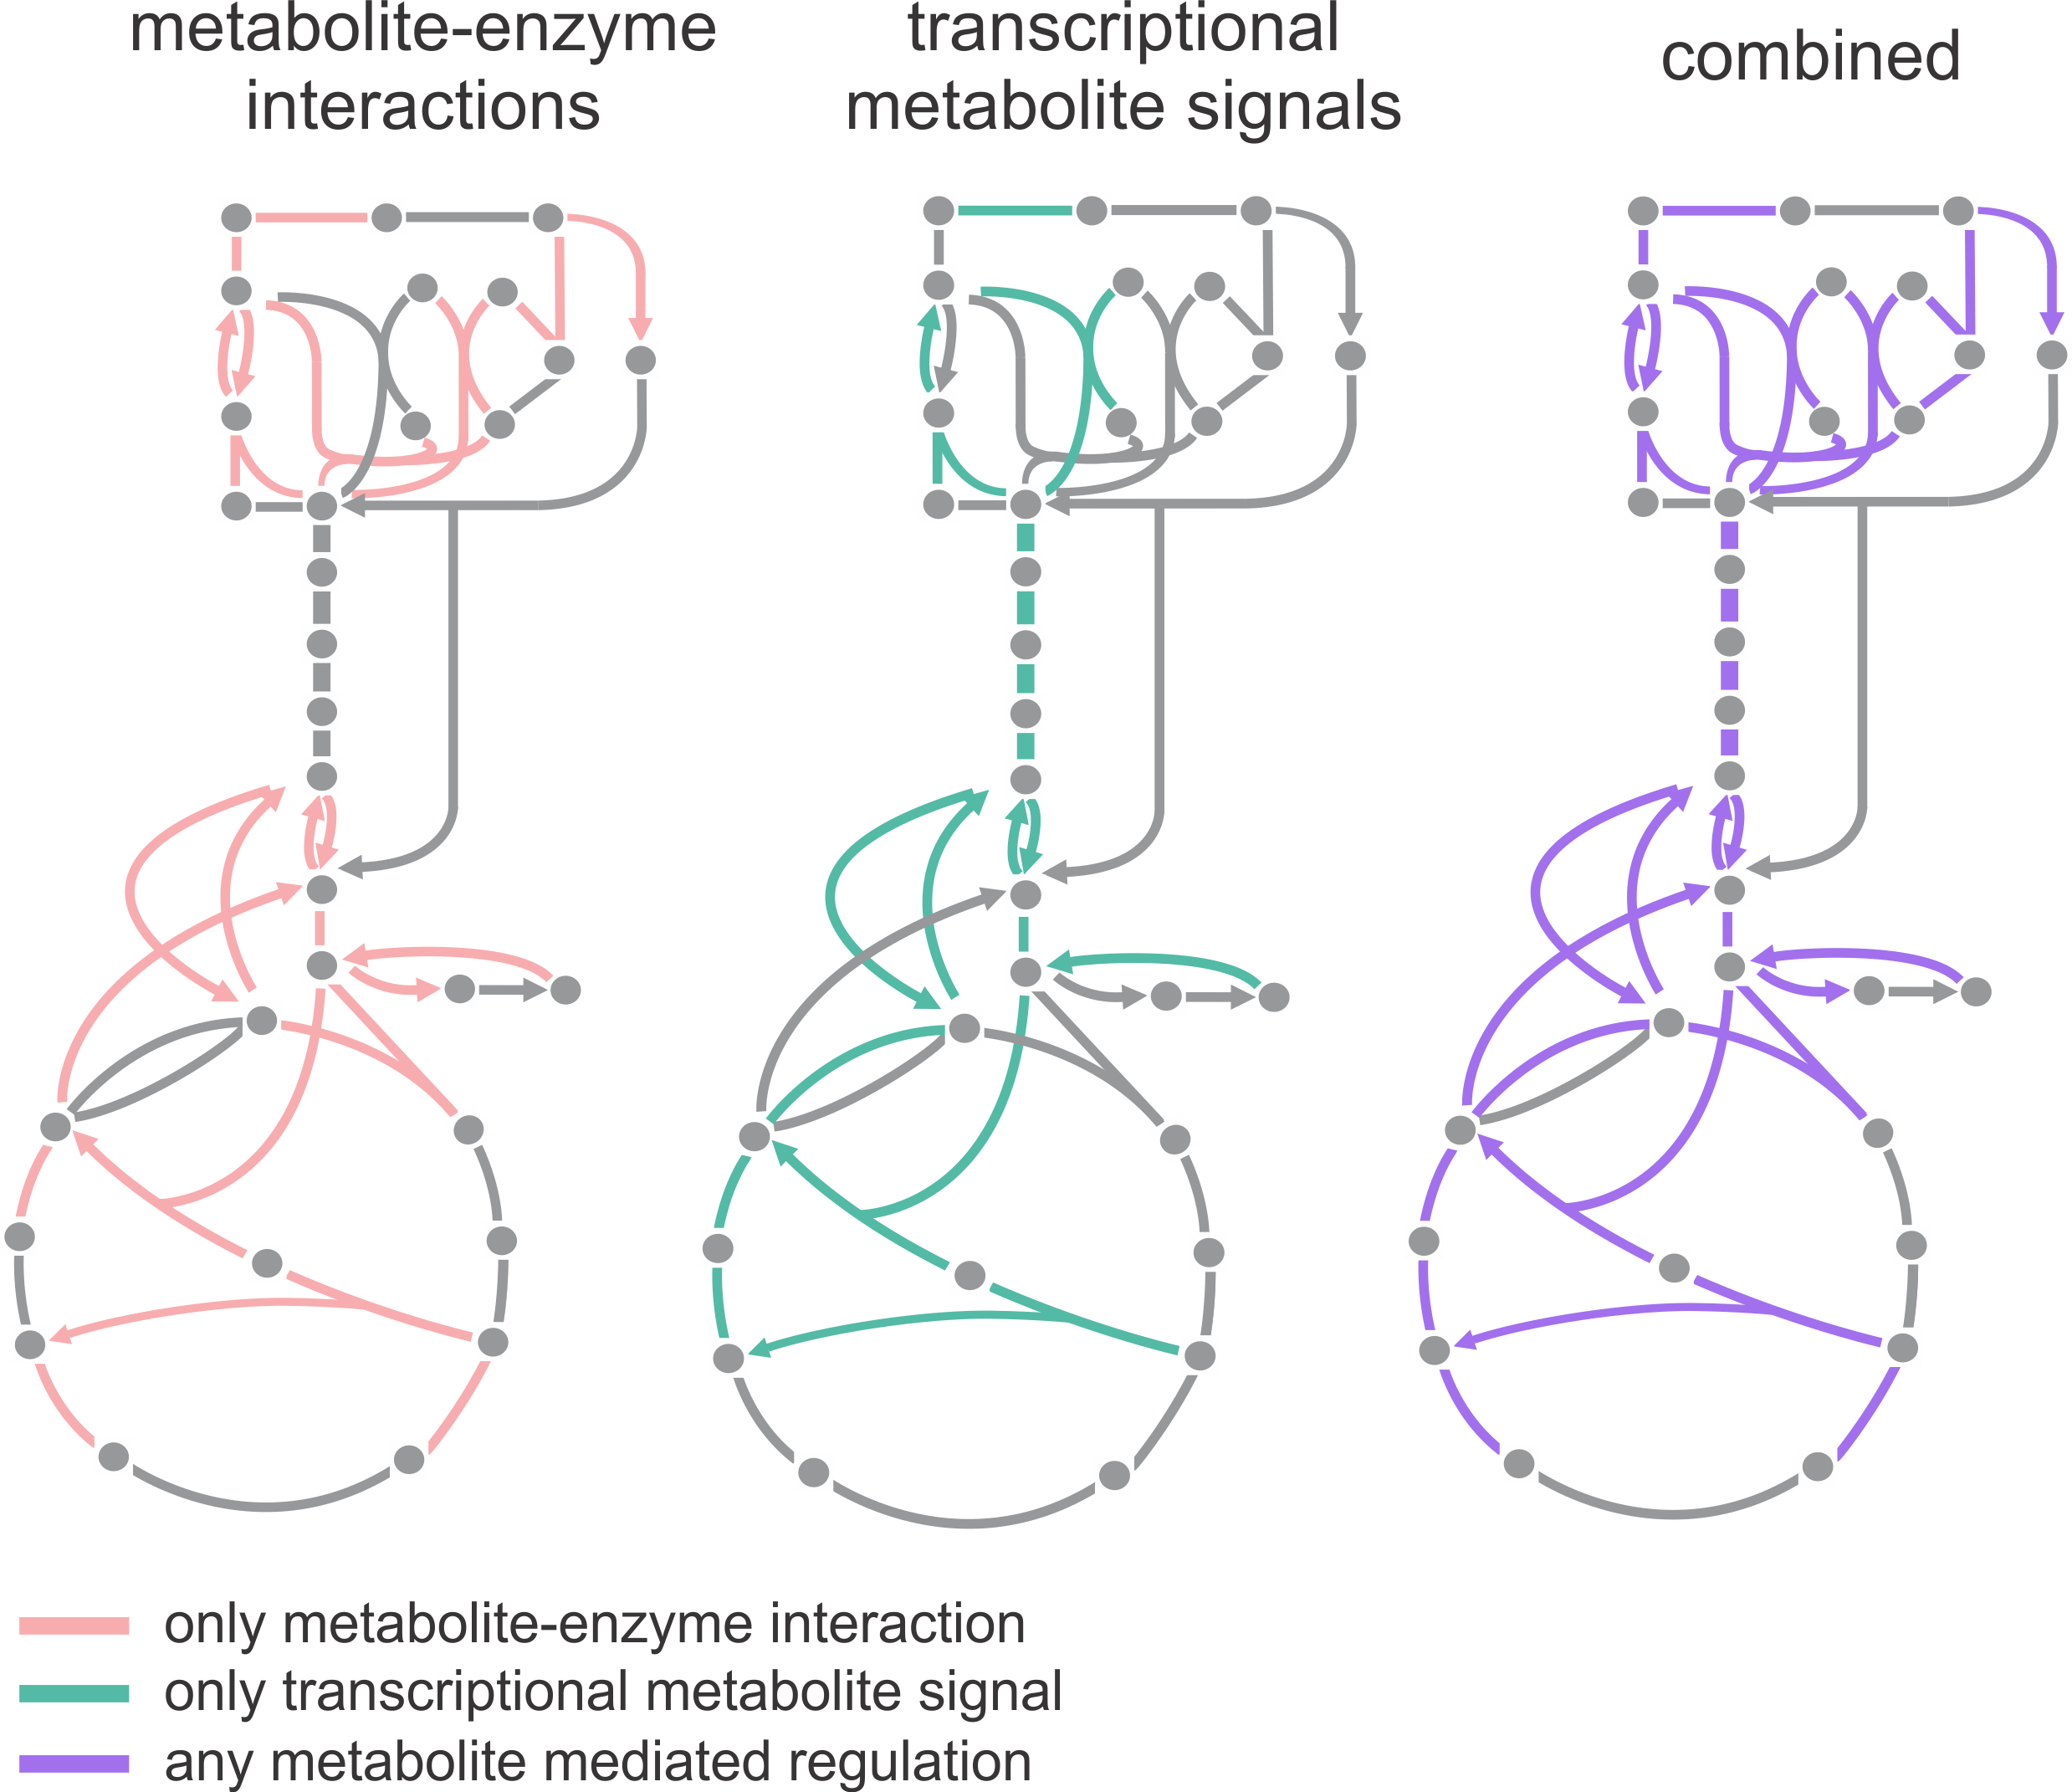 metabolite-enzyme
interactions
transcriptional
metabolite signals
combined
only metabolite-enzyme interaction
only transcriptional metabolite signal
any metabolite mediated regulation